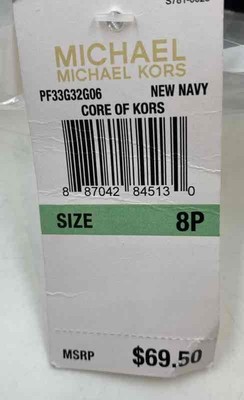 MICHAEL
MICHAEL KORS
PF33G32G06 NEW NAVY
CORE OF KORS
8 87042 84513 0
SIZE 8P
MSRP $69.50